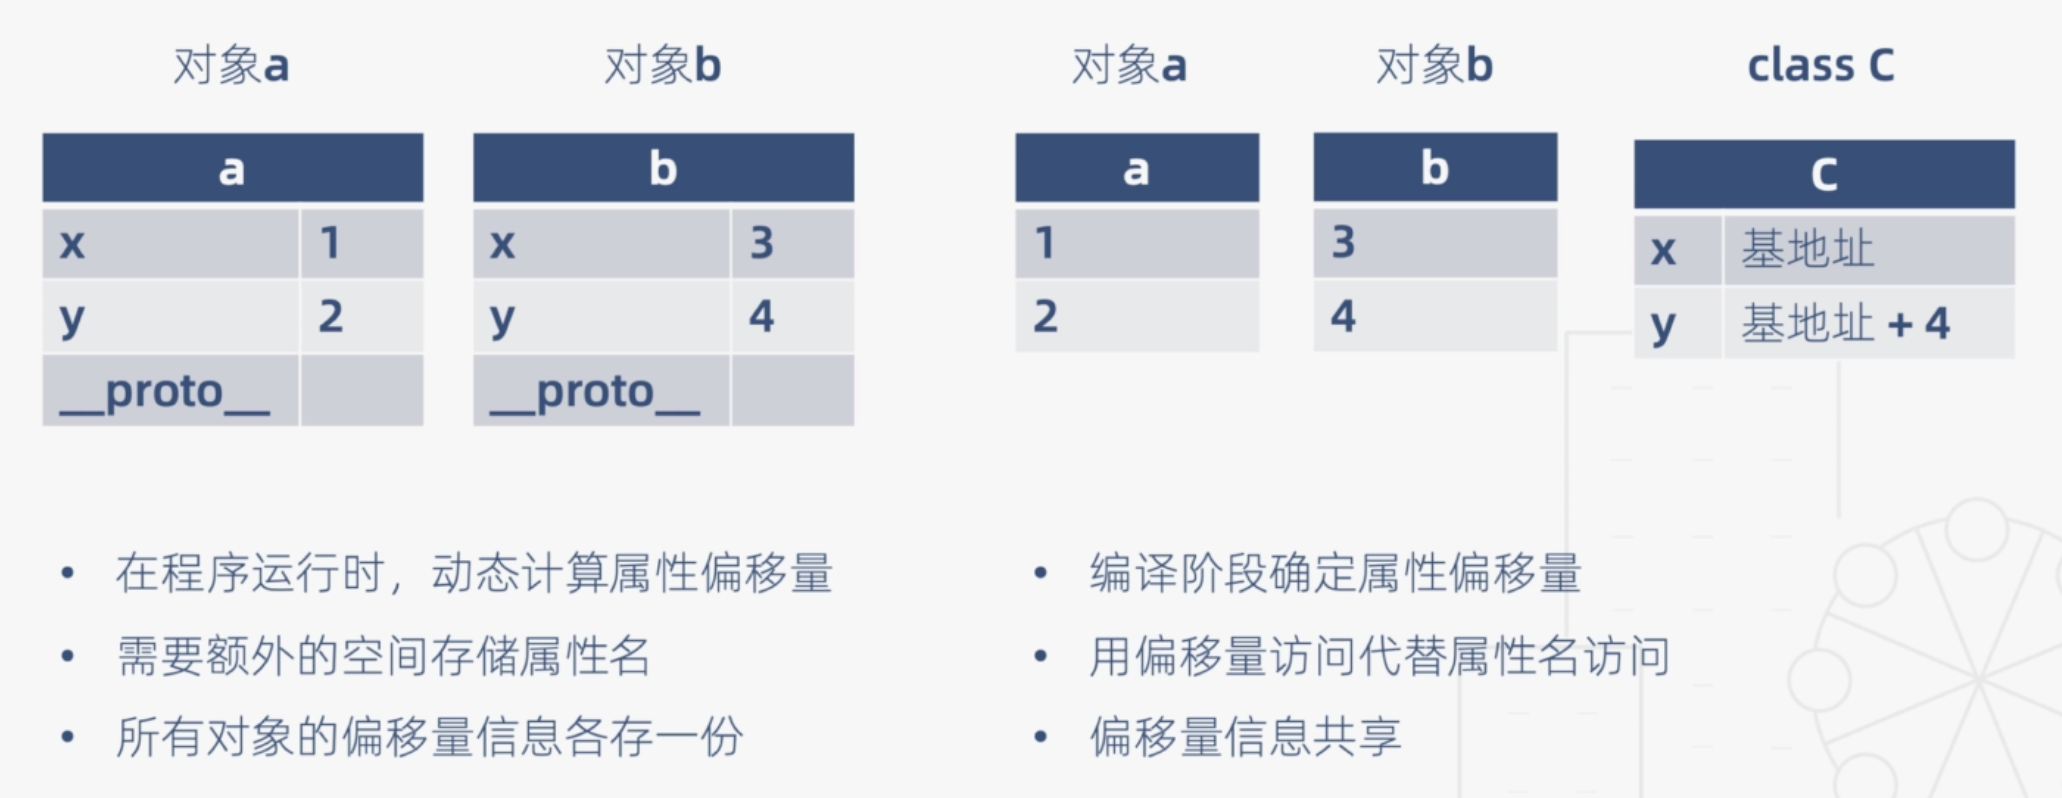 对象a
a
x 1
y 2
__proto__
对象b
b
x 3
y 4
__proto__
• 在程序运行时，动态计算属性偏移量
• 需要额外的空间存储属性名
• 所有对象的偏移量信息各存一份
对象a
a
1
2
对象b
b
3
4
class C
C
x 基地址
y 基地址 + 4
• 编译阶段确定属性偏移量
• 用偏移量访问代替属性名访问
• 偏移量信息共享